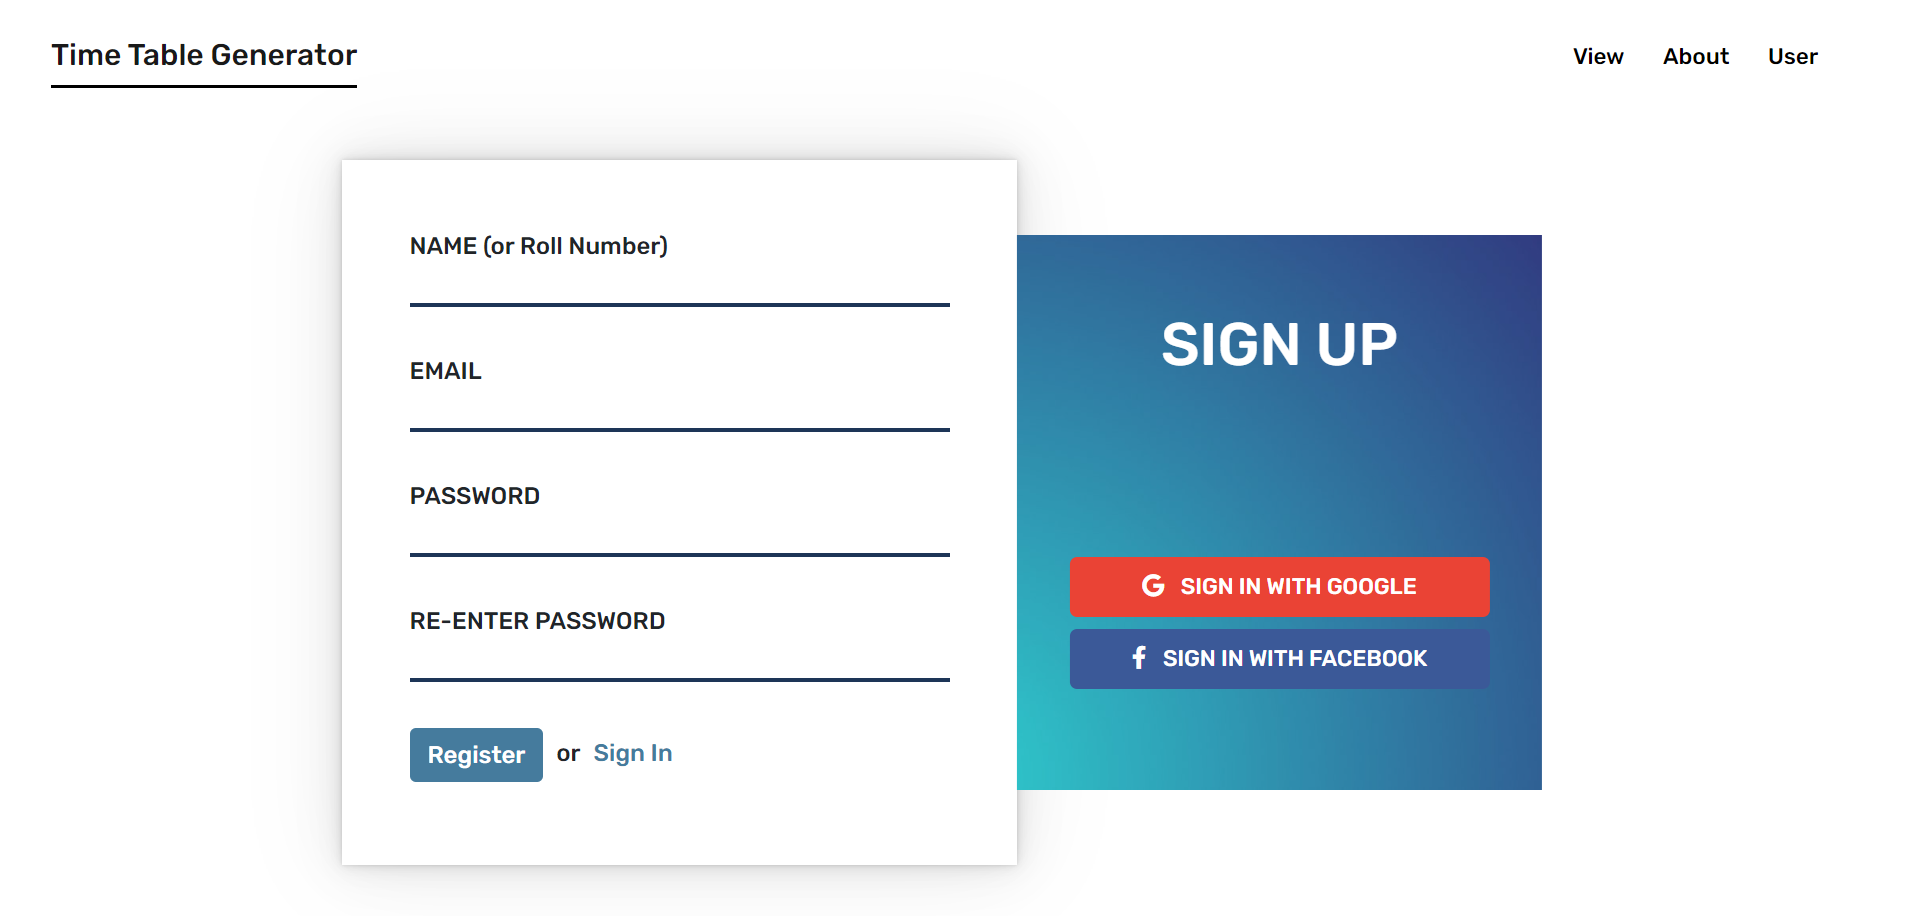 Time Table Generator
View About User
NAME (or Roll Number)
EMAIL
PASSWORD
RE-ENTER PASSWORD
Register or Sign In
SIGN UP
SIGN IN WITH GOOGLE
SIGN IN WITH FACEBOOK